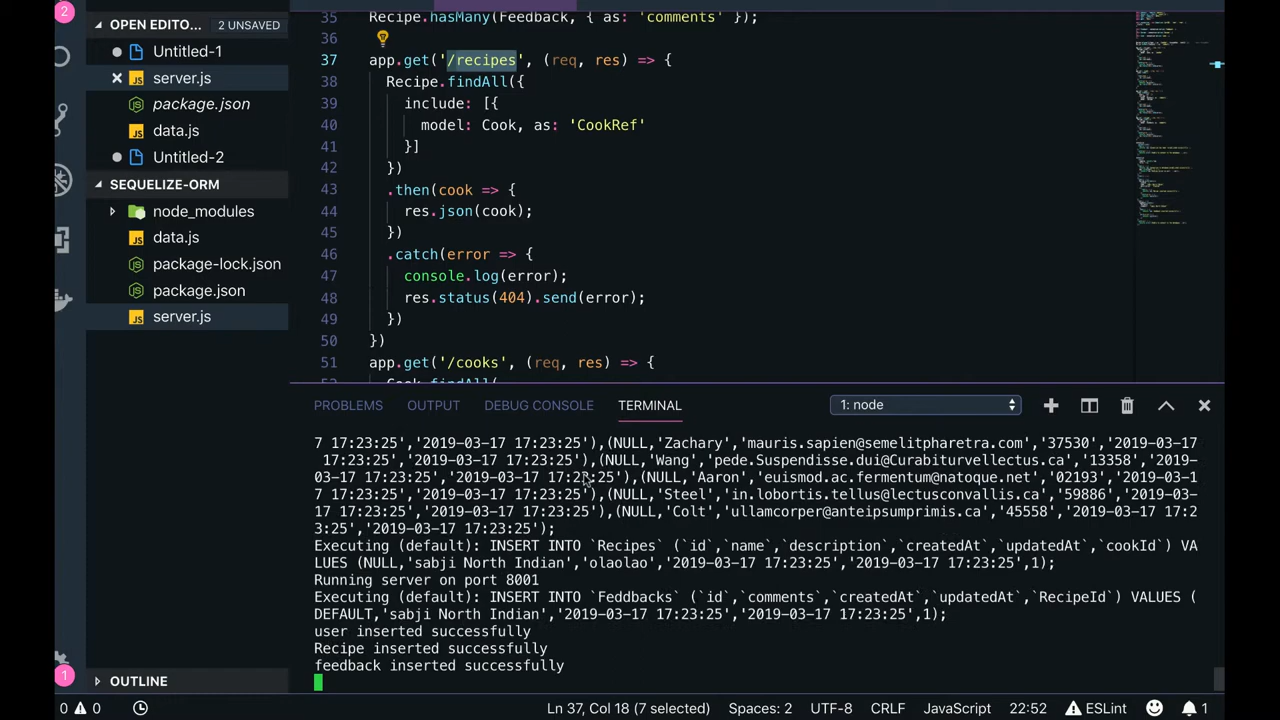 2
OPEN EDITO... 2 UNSAVED
Untitled-1
server.js
package.json
data.js
Untitled-2
SEQUELIZE-ORM
node_modules
data.js
package-lock.json
package.json
server.js
OUTLINE
1
35 Recipe.hasMany(Feedback, { as: 'comments' });
36
37 app.get('/recipes', (req, res) => {
38 Recipe.findAll({
39 include: [{
40 model: Cook, as: 'CookRef'
41 }]
42 })
43 .then(cook => {
44 res.json(cook);
45 })
46 .catch(error => {
47 console.log(error);
48 res.status(404).send(error);
49 })
50 })
51 app.get('/cooks', (req, res) => {
52 Cook.findAll(
PROBLEMS OUTPUT DEBUG CONSOLE TERMINAL 1: node
7 17:23:25','2019-03-17 17:23:25'),(NULL,'Zachary','mauris.sapien@semelitpharetra.com','37530','2019-03-17
17:23:25','2019-03-17 17:23:25'),(NULL,'Wang','pede.Suspendisse.dui@Curabiturvellectus.ca','13358','2019-
03-17 17:23:25','2019-03-17 17:23:25'),(NULL,'Aaron','euismod.ac.fermentum@natoque.net','02193','2019-03-1
7 17:23:25','2019-03-17 17:23:25'),(NULL,'Steel','in.lobortis.tellus@lectusconvallis.ca','59886','2019-03-
17 17:23:25','2019-03-17 17:23:25'),(NULL,'Colt','ullamcorper@anteipsumprimis.ca','45558','2019-03-17 17:2
3:25','2019-03-17 17:23:25');
Executing (default): INSERT INTO `Recipes` (`id`,`name`,`description`,`createdAt`,`updatedAt`,`cookId`) VA
LUES (NULL,'sabji North Indian','olaolao','2019-03-17 17:23:25','2019-03-17 17:23:25',1);
Running server on port 8001
Executing (default): INSERT INTO `Feddbacks` (`id`,`comments`,`createdAt`,`updatedAt`,`RecipeId`) VALUES (
DEFAULT,'sabji North Indian','2019-03-17 17:23:25','2019-03-17 17:23:25',1);
user inserted successfully
Recipe inserted successfully
feedback inserted successfully
0 0 Ln 37, Col 18 (7 selected) Spaces: 2 UTF-8 CRLF JavaScript 22:52 ESLint 1